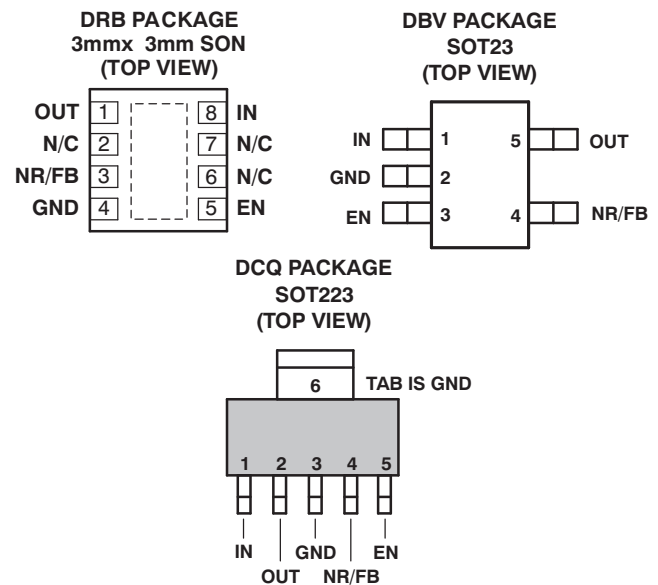 DRB PACKAGE
3mmx 3mm SON
(TOP VIEW)
OUT 1 8 IN
N/C 2 7 N/C
NR/FB 3 6 N/C
GND 4 5 EN
DBV PACKAGE
SOT23
(TOP VIEW)
IN 1 5 OUT
GND 2
EN 3 4 NR/FB
DCQ PACKAGE
SOT223
(TOP VIEW)
6 TAB IS GND
1 2 3 4 5
IN GND EN
OUT NR/FB